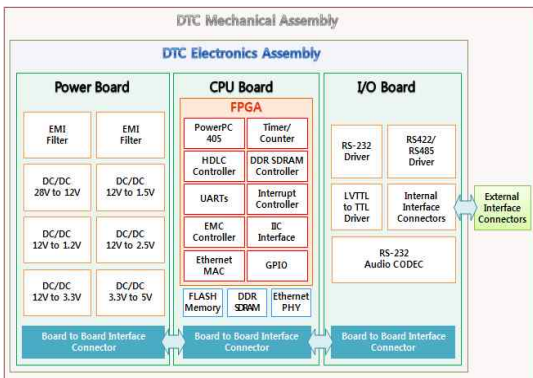 DTC Mechanical Assembly
DTC Electronics Assembly
Power Board
EMI
Filter
EMI
Filter
DC/DC
28V to 12V
DC/DC
12V to 1.5V
DC/DC
12V to 1.2V
DC/DC
12V to 2.5V
DC/DC
12V to 3.3V
DC/DC
3.3V to 5V
Board to Board Interface
Connector
CPU Board
FPGA
PowerPC
405
Timer/
Counter
HDLC
Controller
DDR SDRAM
Controller
UARTs
Interrupt
Controller
EMC
Controller
IIC
Interface
Ethernet
MAC
GPIO
FLASH
Memory
DDR
SDRAM
Ethernet
PHY
Board to Board Interface
Connector
I/O Board
RS-232
Driver
RS422/
RS485
Driver
LVTTL
to TTL
Driver
Internal
Interface
Connectors
RS-232
Audio CODEC
Board to Board Interface
Connector
External
Interface
Connectors